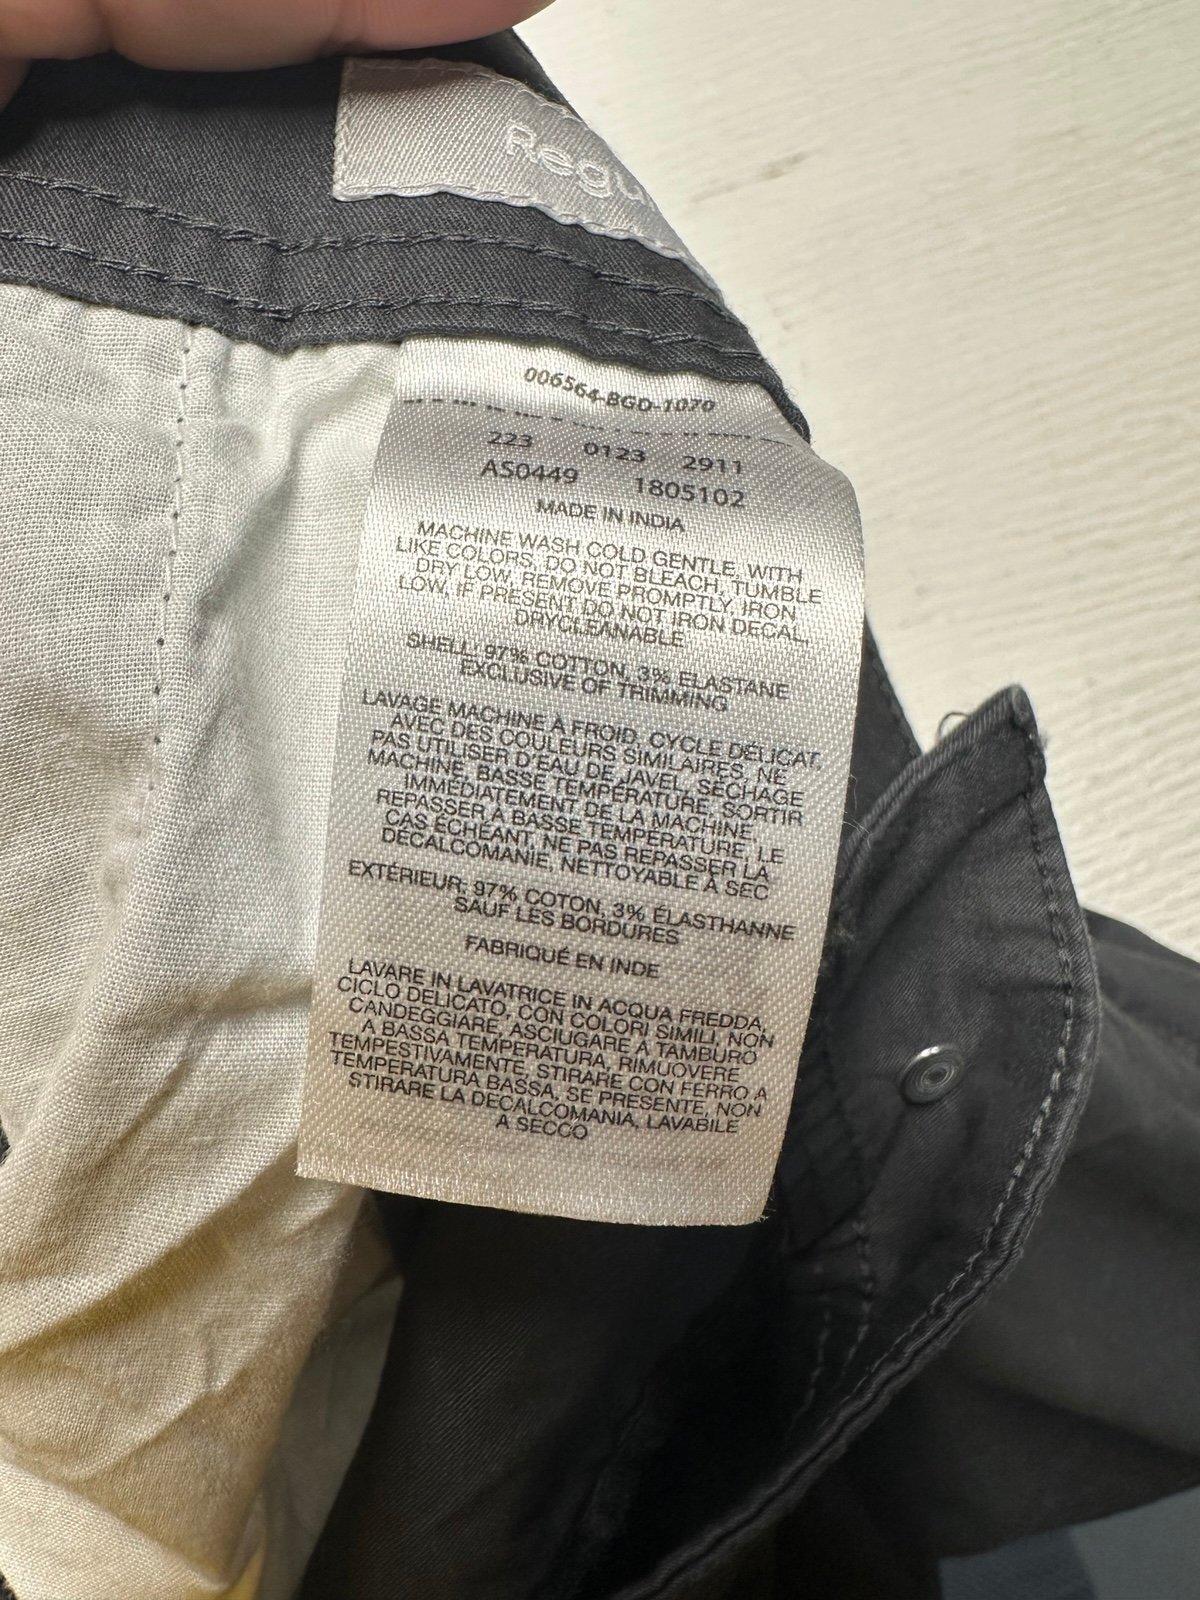 Regu
006564-BGD-1070
223 0123 2911
AS0449 1805102
MADE IN INDIA
MACHINE WASH COLD GENTLE, WITH
LIKE COLORS, DO NOT BLEACH, TUMBLE
DRY LOW, REMOVE PROMPTLY, IRON
LOW, IF PRESENT DO NOT IRON DECAL,
DRYCLEANABLE
SHELL: 97% COTTON, 3% ELASTANE
EXCLUSIVE OF TRIMMING
LAVAGE MACHINE À FROID, CYCLE DÉLICAT,
AVEC DES COULEURS SIMILAIRES, NE
PAS UTILISER D'EAU DE JAVEL, SÉCHAGE
MACHINE, BASSE TEMPÉRATURE, SORTIR
IMMÉDIATEMENT DE LA MACHINE,
REPASSER À BASSE TEMPÉRATURE, LE
CAS ÉCHÉANT, NE PAS REPASSER LA
DÉCALCOMANIE, NETTOYABLE À SEC
EXTÉRIEUR: 97% COTON, 3% ÉLASTHANNE
SAUF LES BORDURES
FABRIQUÉ EN INDE
LAVARE IN LAVATRICE IN ACQUA FREDDA,
CICLO DELICATO, CON COLORI SIMILI, NON
CANDEGGIARE, ASCIUGARE A TAMBURO
A BASSA TEMPERATURA, RIMUOVERE
TEMPESTIVAMENTE, STIRARE CON FERRO A
TEMPERATURA BASSA, SE PRESENTE, NON
STIRARE LA DECALCOMANIA, LAVABILE
A SECCO